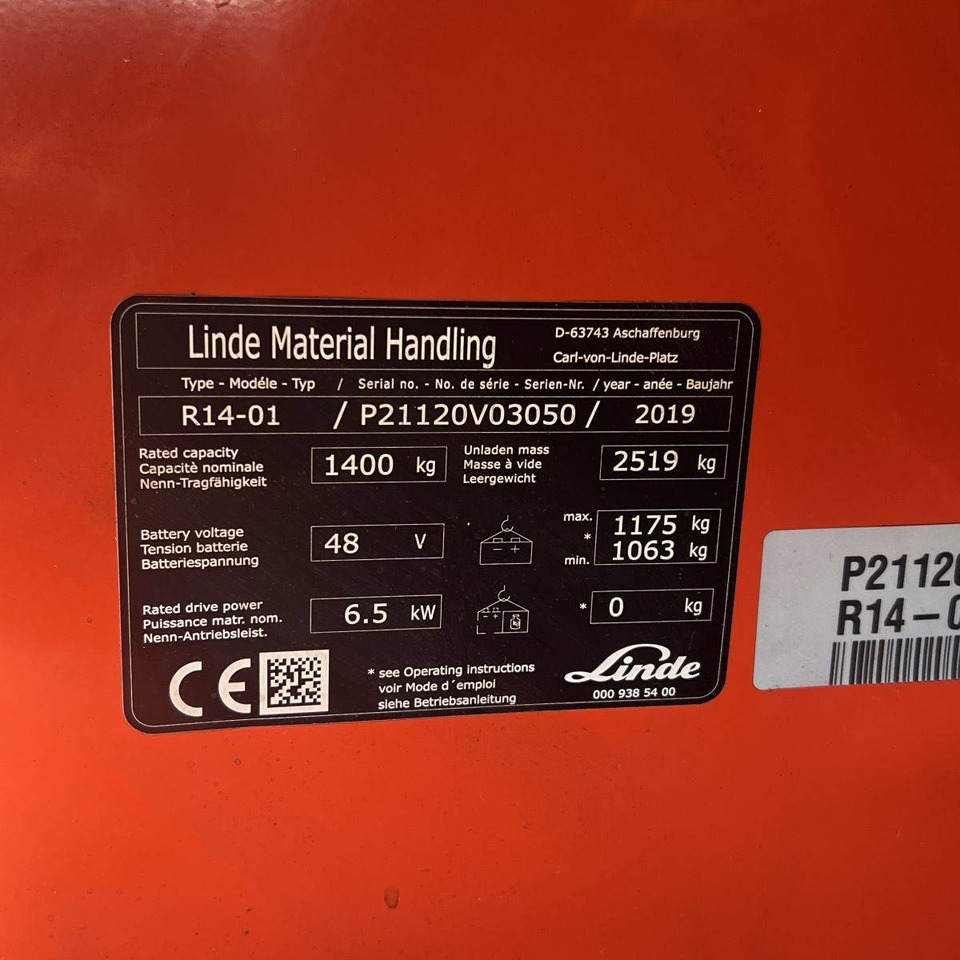 Linde Material Handling
D-63743 Aschaffenburg
Carl-von-Linde-Platz
Type - Modéle - Typ / Serial no. - No. de série - Serien-Nr. / year - anée - Baujahr
R14-01 / P21120V03050 / 2019
Rated capacity
Capacitè nominale
Nenn-Tragfähigkeit
1400 kg
Unladen mass
Masse à vide
Leergewicht
2519 kg
Battery voltage
Tension batterie
Batteriespannung
48 V
max. 1175 kg
*
min. 1063 kg
Rated drive power
Puissance matr. nom.
Nenn-Antriebsleist.
6.5 kW
* 0 kg
CE
* see Operating instructions
voir Mode d´emploi
siehe Betriebsanleitung
Linde
000 938 54 00
P2112
R14-0